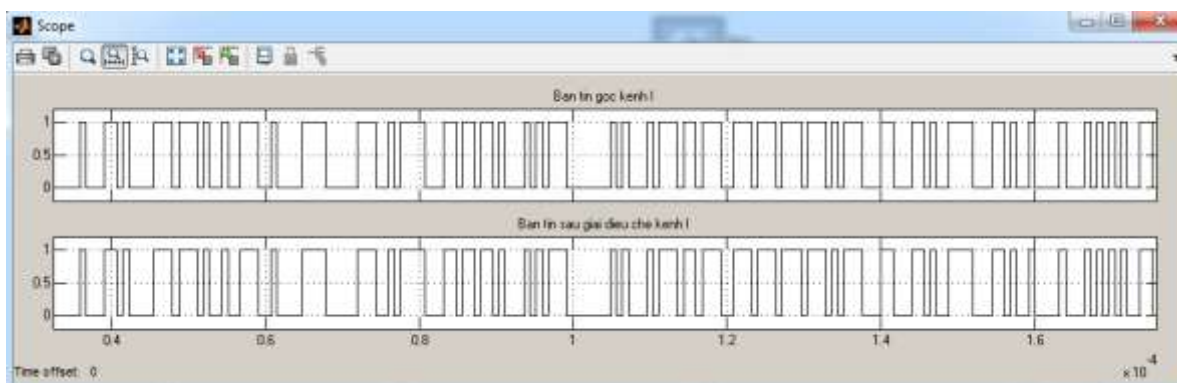 Scope
Ban tin goc kenh I
1
0.5
0
Ban tin sau giai dieu che kenh I
1
0.5
0
0.4 0.6 0.8 1 1.2 1.4 1.6
Time offset: 0
x 10
-4